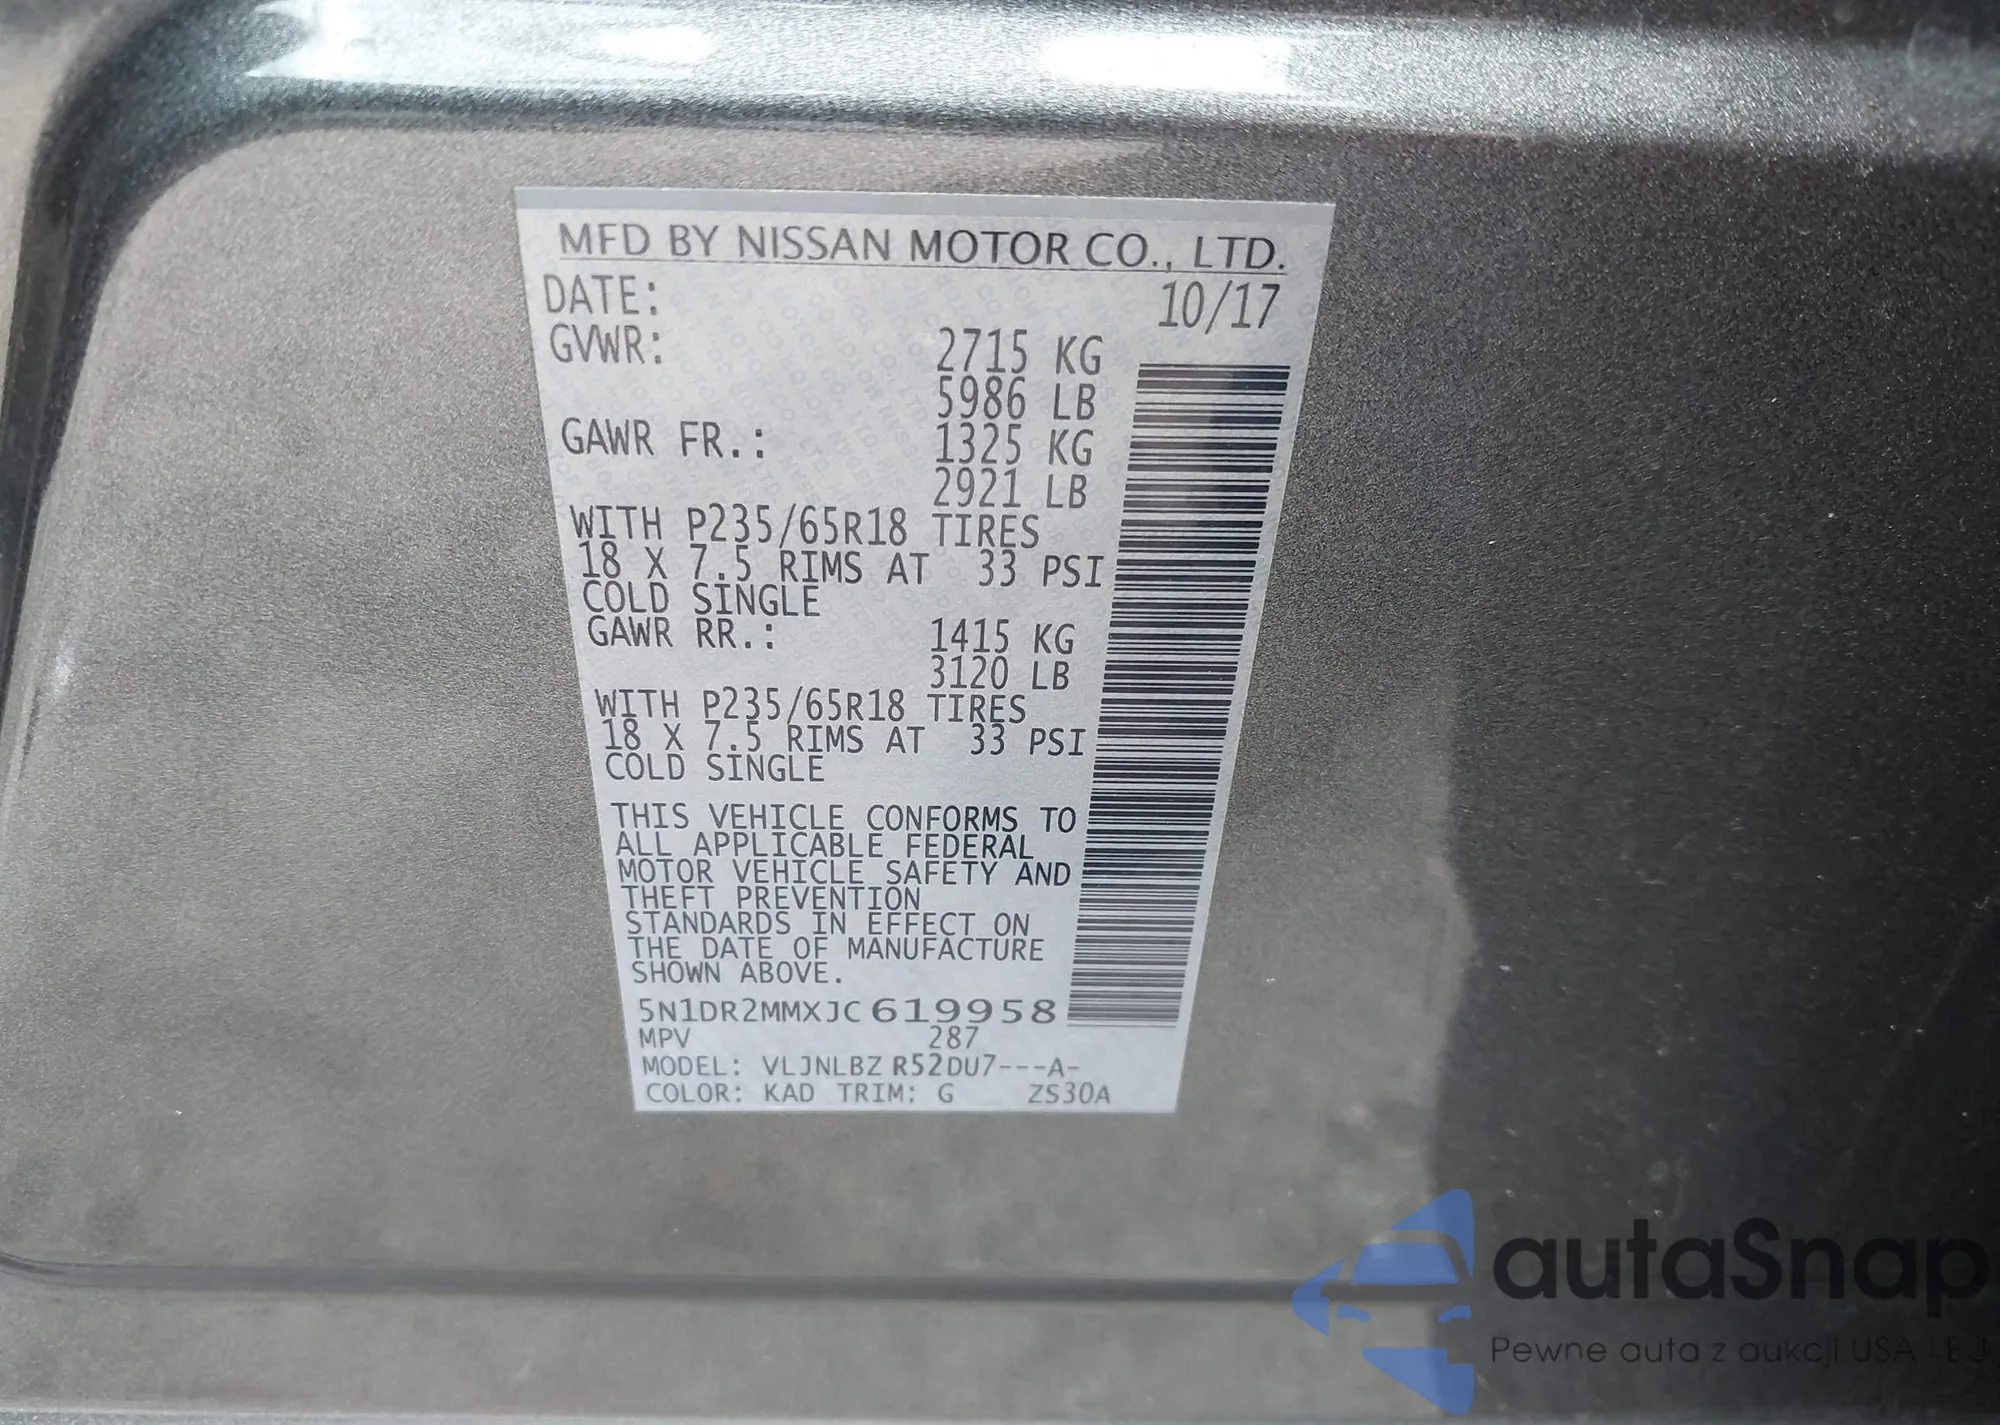 MFD BY NISSAN MOTOR CO., LTD.
DATE: 10/17
GVWR: 2715 KG
5986 LB
GAWR FR.: 1325 KG
2921 LB
WITH P235/65R18 TIRES
18 X 7.5 RIMS AT 33 PSI
COLD SINGLE
GAWR RR.: 1415 KG
3120 LB
WITH P235/65R18 TIRES
18 X 7.5 RIMS AT 33 PSI
COLD SINGLE
THIS VEHICLE CONFORMS TO
ALL APPLICABLE FEDERAL
MOTOR VEHICLE SAFETY AND
THEFT PREVENTION
STANDARDS IN EFFECT ON
THE DATE OF MANUFACTURE
SHOWN ABOVE.
5N1DR2MMXJC619958
MPV 287
MODEL: VLJNLBZ R52DU7---A-
COLOR: KAD TRIM: G ZS30A
autaSnap
Pewne auta z aukcji USA i EJ